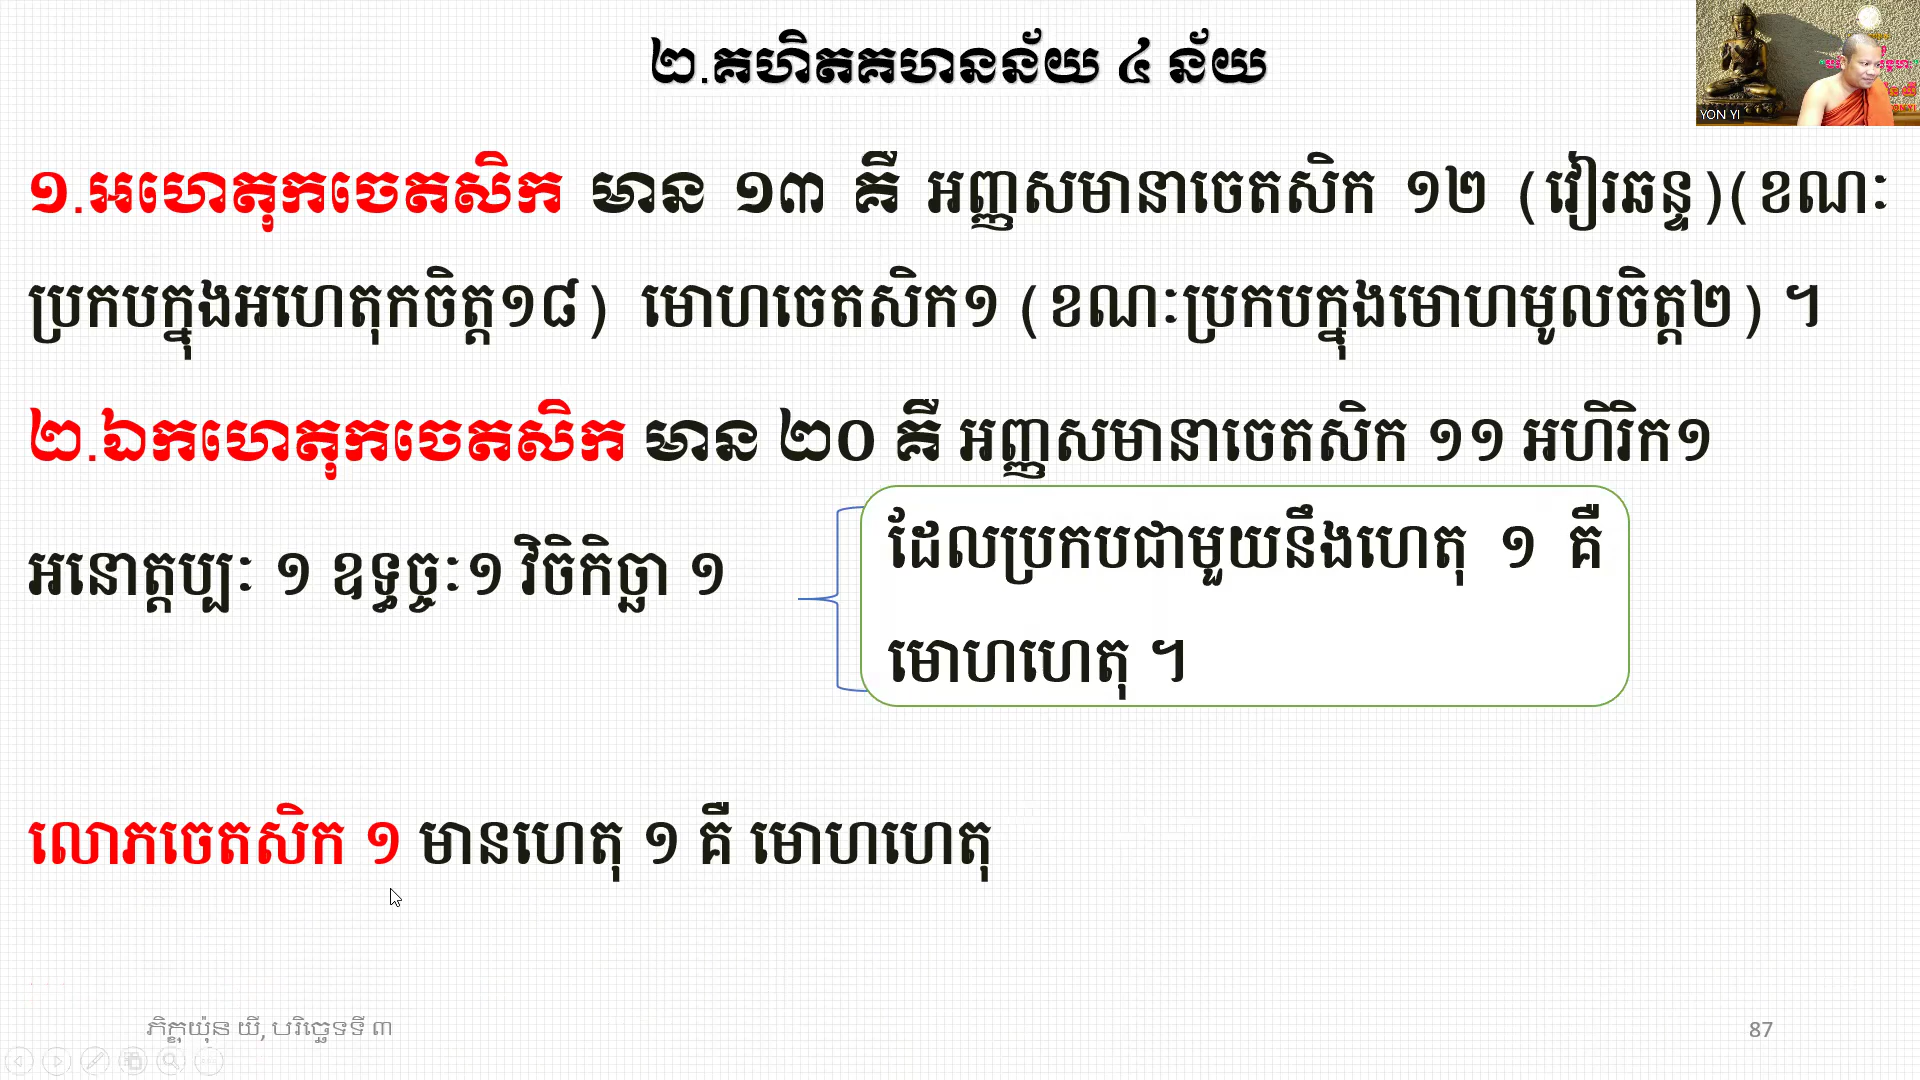 ២.គហិតគហនន័យ ៤ ន័យ
YON YI
១.អហេតុកចេតសិក មាន ១៣ គឺ អញ្ញសមានាចេតសិក ១២ (វៀរឆន្ទ)(ខណៈ
ប្រកបក្នុងអហេតុកចិត្ត១៨) មោហចេតសិក១ (ខណៈប្រកបក្នុងមោហមូលចិត្ត២) ។
២.ឯកហេតុកចេតសិក មាន ២០ គឺ អញ្ញសមានាចេតសិក ១១ អហិរិក១
អនោត្តប្បៈ ១ ឧទ្ធច្ចៈ១ វិចិកិច្ឆា ១
ដែលប្រកបជាមួយនឹងហេតុ ១ គឺ
មោហហេតុ ។
លោភចេតសិក ១ មានហេតុ ១ គឺ មោហហេតុ
ភិក្ខុយ៉ុន យី, បរិច្ឆេទទី ៣
87